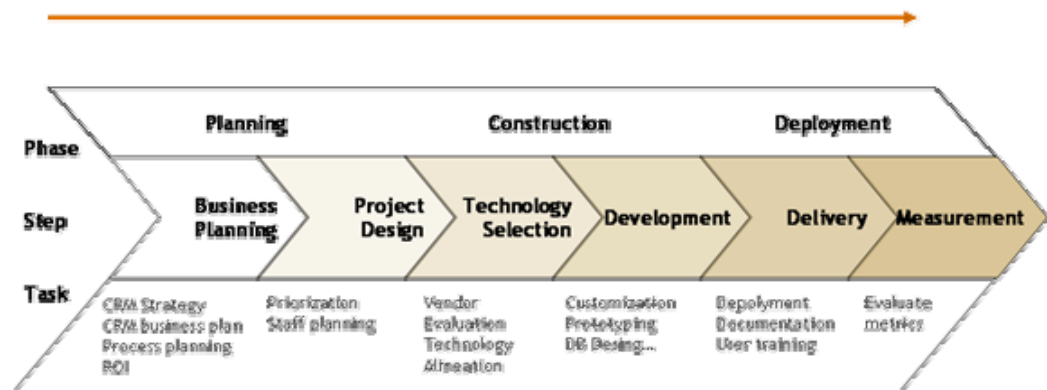 Planning Construction Deployment
Phase
Step
Business Planning
Project Design
Technology Selection
Development
Delivery
Measurement
Task
CRM Strategy
CRM business plan
Process planning
ROI
Priorization
Staff planning
Vendor
Evaluation
Technology
Alineation
Customization
Prototyping
DB Desing...
Depolyment
Documentation
User training
Evaluate
metrics